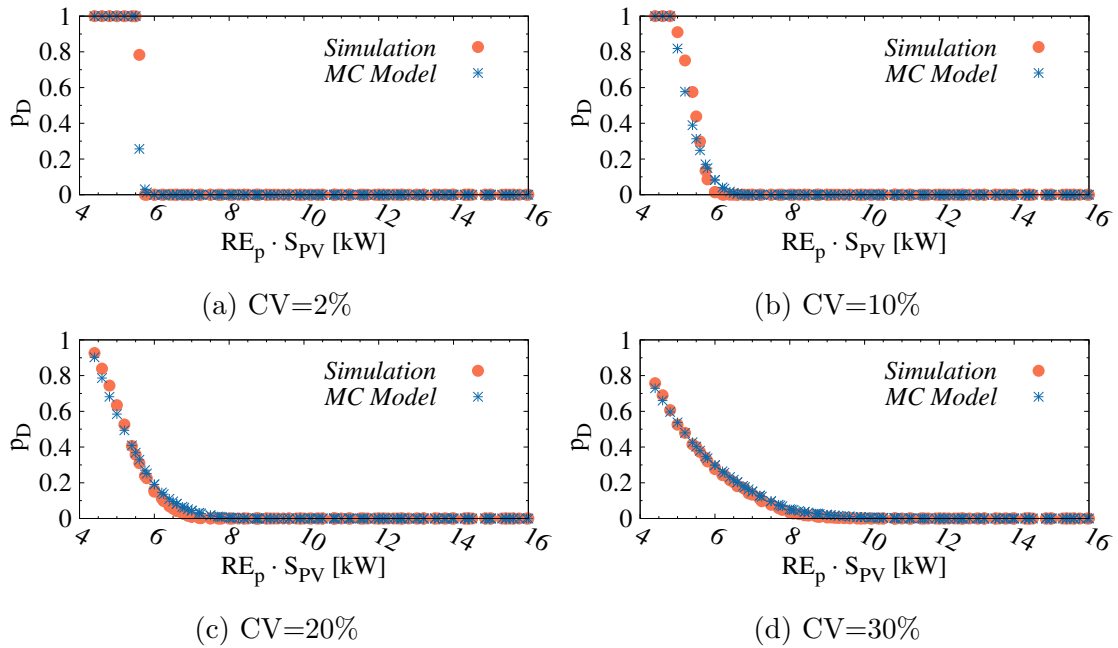 1
0.8
0.6
0.4
0.2
0
p_D
Simulation
MC Model
4 6 8 10 12 14 16
RE_p · S_PV [kW]
(a) CV=2%
1
0.8
0.6
0.4
0.2
0
p_D
Simulation
MC Model
4 6 8 10 12 14 16
RE_p · S_PV [kW]
(b) CV=10%
1
0.8
0.6
0.4
0.2
0
p_D
Simulation
MC Model
4 6 8 10 12 14 16
RE_p · S_PV [kW]
(c) CV=20%
1
0.8
0.6
0.4
0.2
0
p_D
Simulation
MC Model
4 6 8 10 12 14 16
RE_p · S_PV [kW]
(d) CV=30%